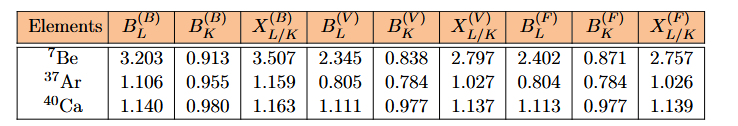 Elements B_L^(B) B_K^(B) X_L/K^(B) B_L^(V) B_K^(V) X_L/K^(V) B_L^(F) B_K^(F) X_L/K^(F)
⁷Be 3.203 0.913 3.507 2.345 0.838 2.797 2.402 0.871 2.757
³⁷Ar 1.106 0.955 1.159 0.805 0.784 1.027 0.804 0.784 1.026
⁴⁰Ca 1.140 0.980 1.163 1.111 0.977 1.137 1.113 0.977 1.139